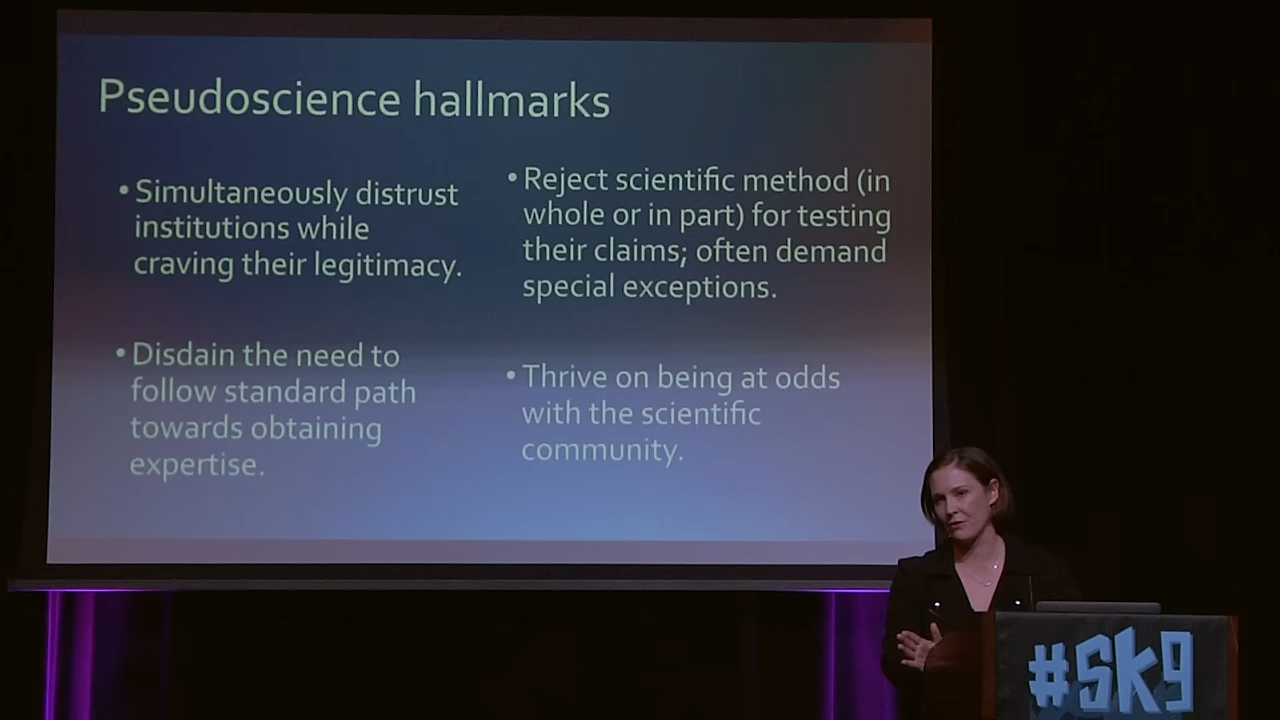 Pseudoscience hallmarks
• Simultaneously distrust
institutions while
craving their legitimacy.
• Disdain the need to
follow standard path
towards obtaining
expertise.
• Reject scientific method (in
whole or in part) for testing
their claims; often demand
special exceptions.
• Thrive on being at odds
with the scientific
community.
#SK9